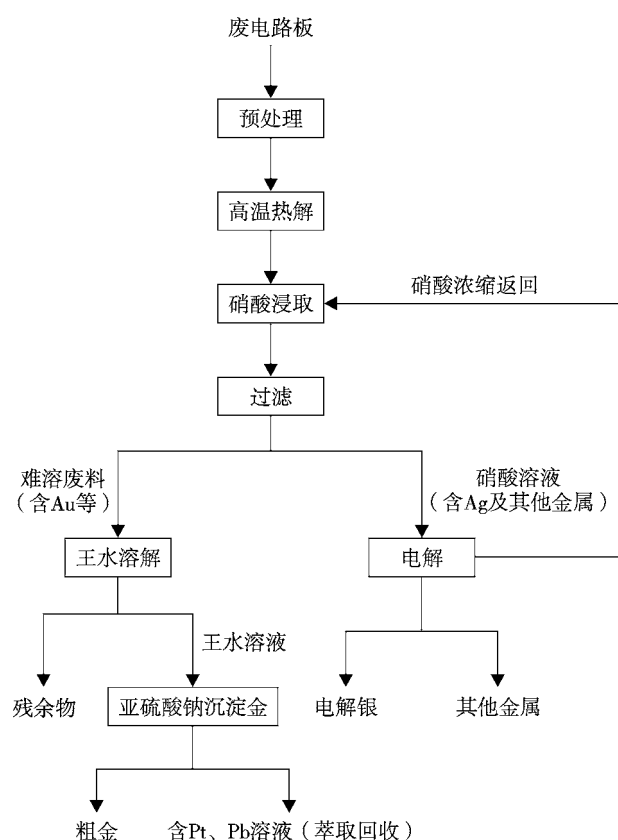 废电路板
预处理
高温热解
硝酸浓缩返回
硝酸浸取
过滤
难溶废料
（含Au等）
硝酸溶液
（含Ag及其他金属）
王水溶解
电解
王水溶液
残余物
亚硫酸钠沉淀金
电解银
其他金属
粗金
含Pt、Pb溶液（萃取回收）